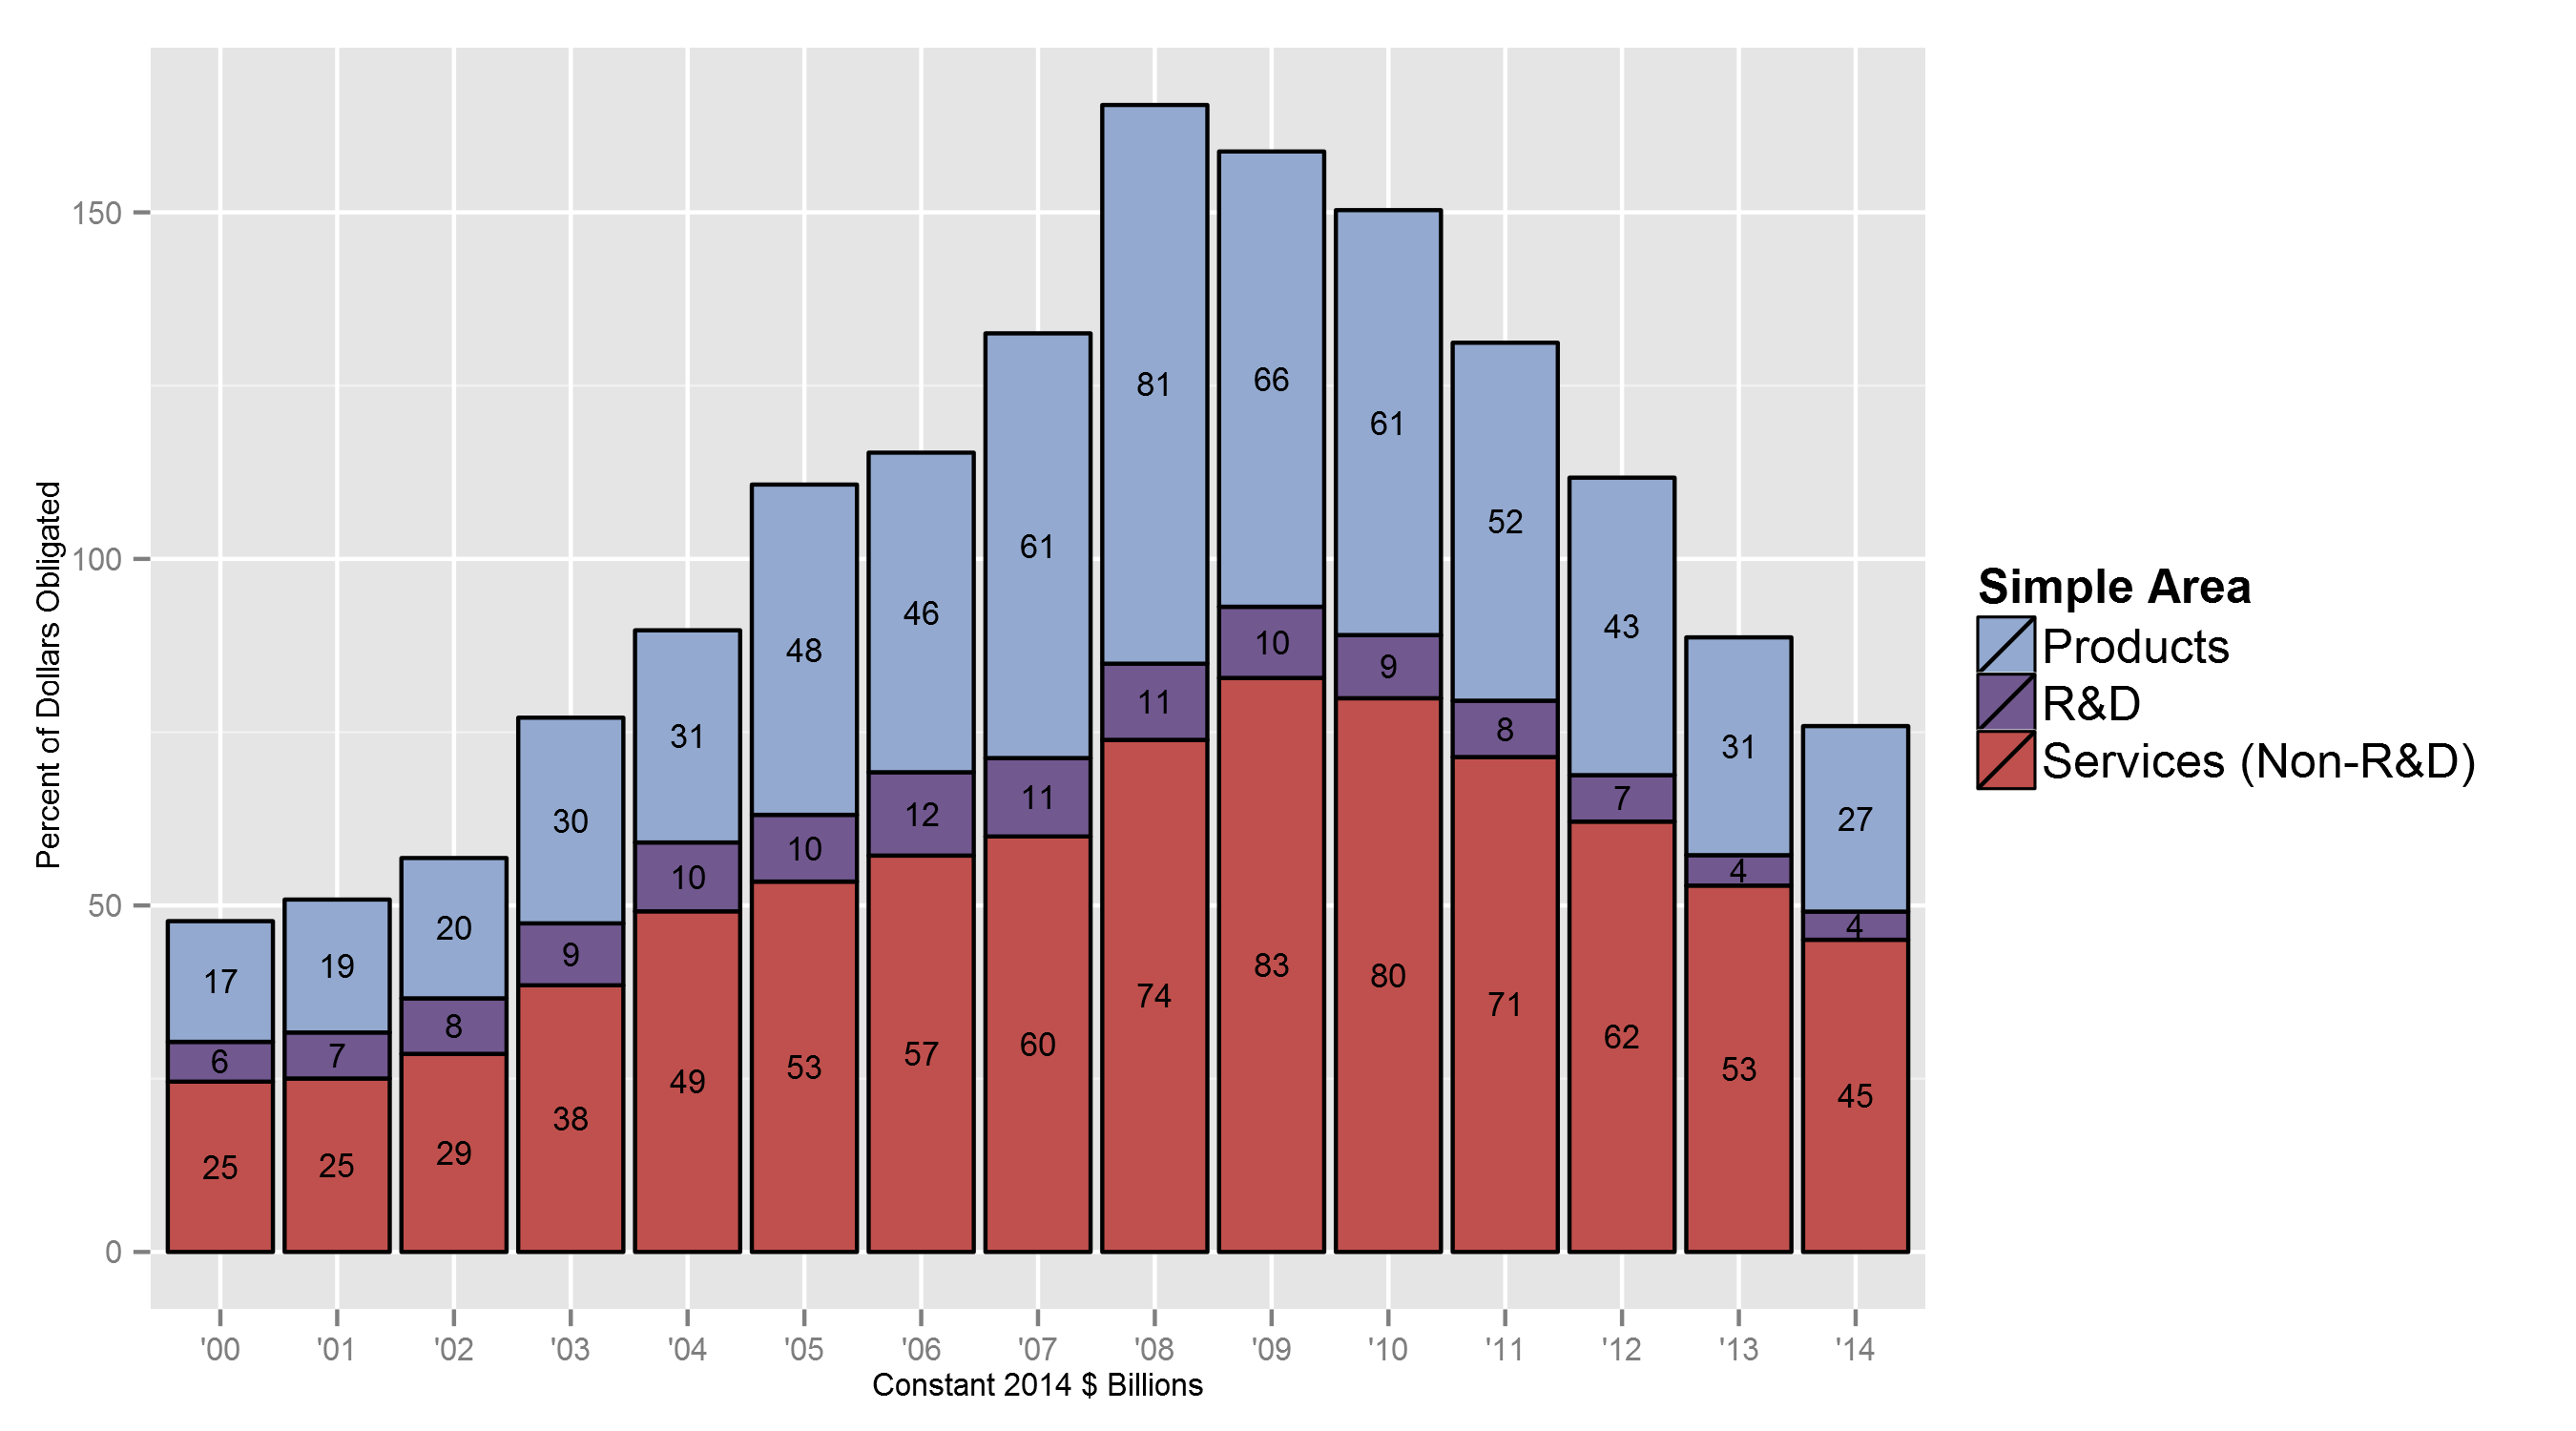 150
100
50
0
Percent of Dollars Obligated
17 19 20 30 31 48 46 61 81 66 61 52 43 31 27
6 7 8 9 10 10 12 11 11 10 9 8 7 4 4
25 25 29 38 49 53 57 60 74 83 80 71 62 53 45
'00 '01 '02 '03 '04 '05 '06 '07 '08 '09 '10 '11 '12 '13 '14
Constant 2014 $ Billions
Simple Area
Products
R&D
Services (Non-R&D)